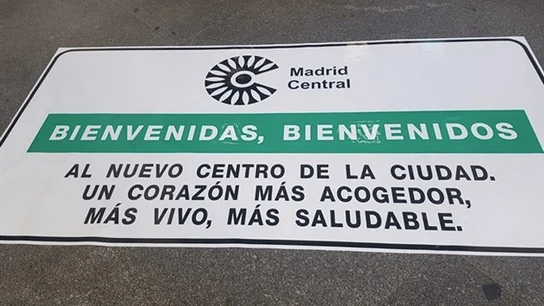 Madrid
Central
BIENVENIDAS, BIENVENIDOS
AL NUEVO CENTRO DE LA CIUDAD.
UN CORAZÓN MÁS ACOGEDOR,
MÁS VIVO, MÁS SALUDABLE.